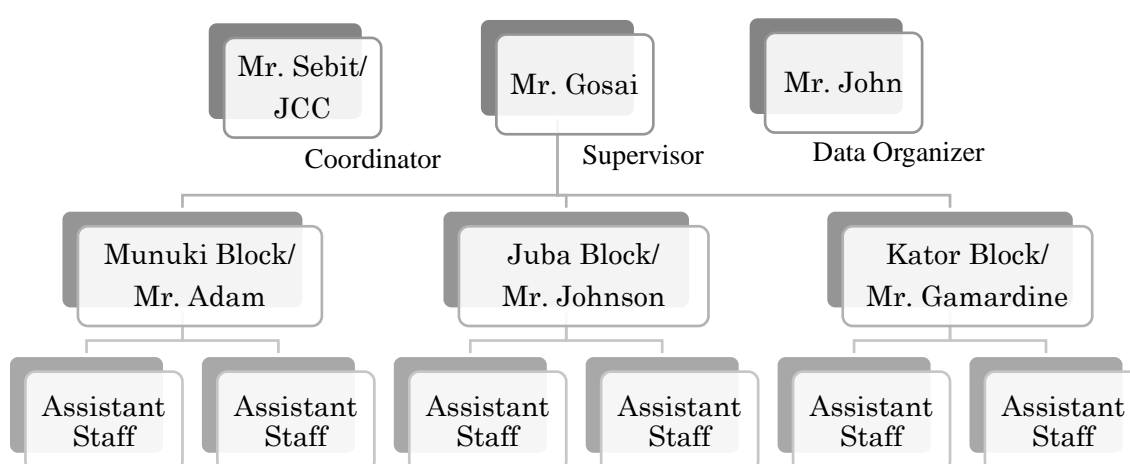 Mr. Sebit/
JCC
Mr. Gosai
Mr. John
Coordinator
Supervisor
Data Organizer
Munuki Block/
Mr. Adam
Juba Block/
Mr. Johnson
Kator Block/
Mr. Gamardine
Assistant
Staff
Assistant
Staff
Assistant
Staff
Assistant
Staff
Assistant
Staff
Assistant
Staff